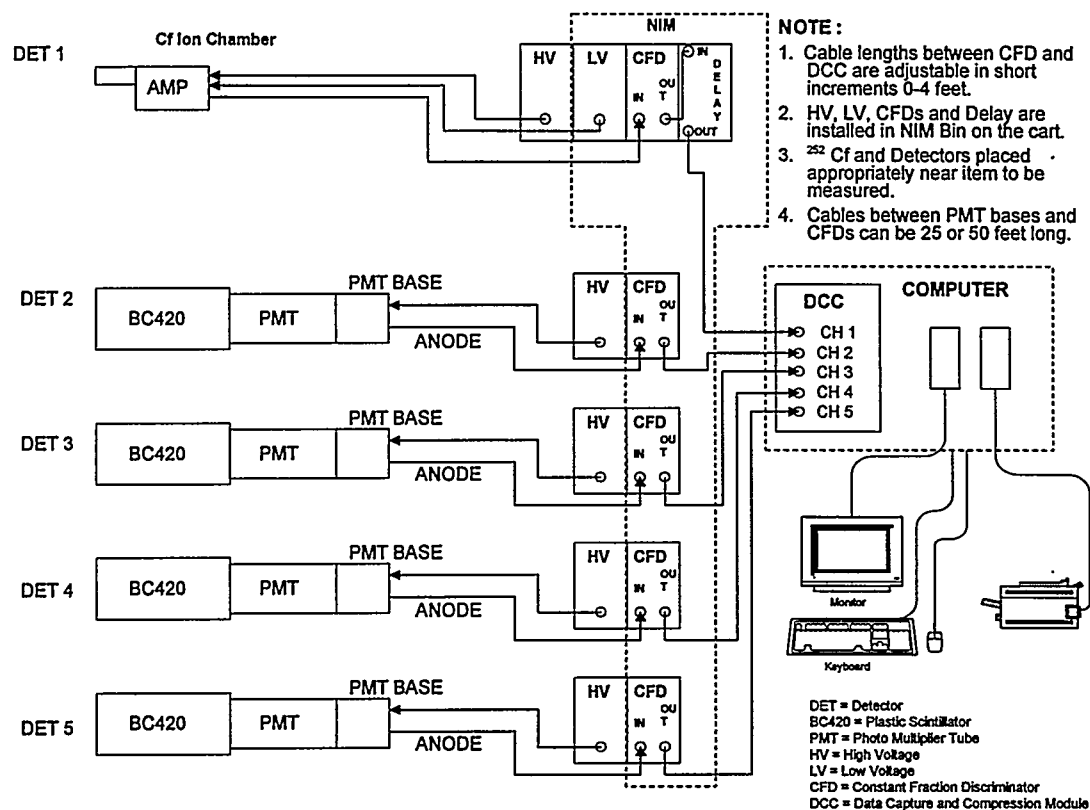 DET 1
Cf Ion Chamber
AMP
NIM
HV
LV
CFD
IN
OUT
IN
DELAY
OUT
NOTE :
1. Cable lengths between CFD and
DCC are adjustable in short
increments 0-4 feet.
2. HV, LV, CFDs and Delay are
installed in NIM Bin on the cart.
3. 252 Cf and Detectors placed
appropriately near item to be
measured.
4. Cables between PMT bases and
CFDs can be 25 or 50 feet long.
DET 2
BC420
PMT
PMT BASE
ANODE
HV
CFD
IN
OUT
DET 3
BC420
PMT
PMT BASE
ANODE
HV
CFD
IN
OUT
DET 4
BC420
PMT
PMT BASE
ANODE
HV
CFD
IN
OUT
DET 5
BC420
PMT
PMT BASE
ANODE
HV
CFD
IN
OUT
DCC
CH 1
CH 2
CH 3
CH 4
CH 5
COMPUTER
Monitor
Keyboard
DET = Detector
BC420 = Plastic Scintillator
PMT = Photo Multiplier Tube
HV = High Voltage
LV = Low Voltage
CFD = Constant Fraction Discriminator
DCC = Data Capture and Compression Module